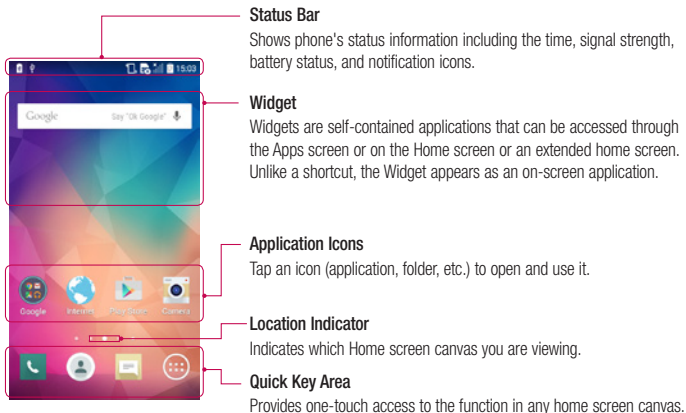 Status Bar
Shows phone's status information including the time, signal strength,
battery status, and notification icons.
15:03
Widget
Google Say "Ok Google"
Widgets are self-contained applications that can be accessed through
the Apps screen or on the Home screen or an extended home screen.
Unlike a shortcut, the Widget appears as an on-screen application.
Application Icons
Tap an icon (application, folder, etc.) to open and use it.
Google Internet Play Store Camera
Location Indicator
Indicates which Home screen canvas you are viewing.
Quick Key Area
Provides one-touch access to the function in any home screen canvas.